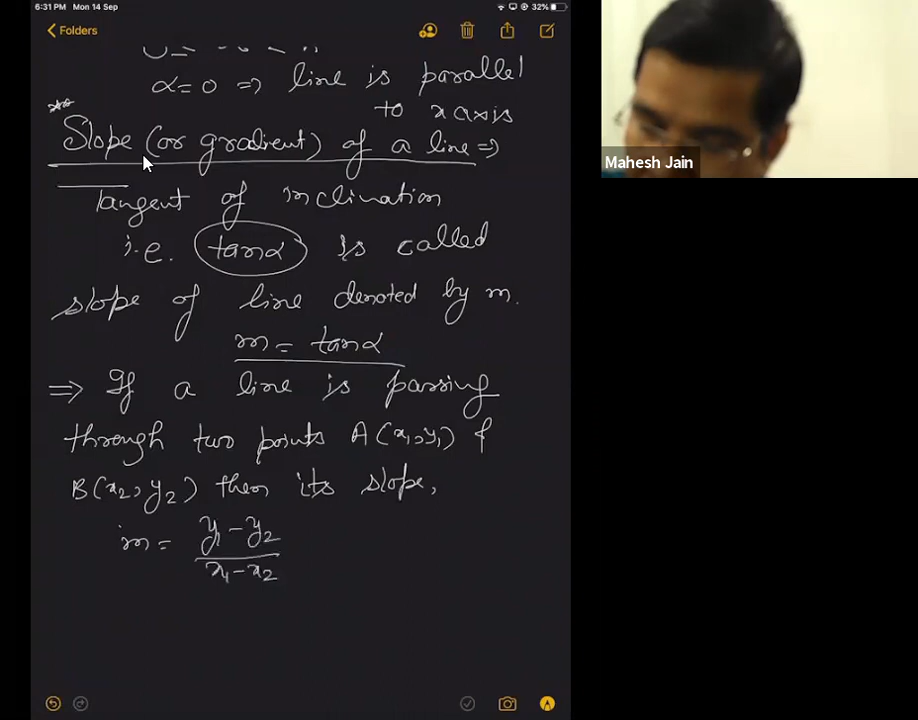 6:31 PM Mon 14 Sep
32%
Folders
α=0 ⇒ line is parallel
to x axis
Slope (or gradient) of a line ⇒
Tangent of inclination
i.e. tanα is called
slope of line denoted by m.
m = tanα
⇒ If a line is passing
through two points A(x₁,y₁) &
B(x₂,y₂) then its slope,
m = y₁-y₂
x₁-x₂
Mahesh Jain